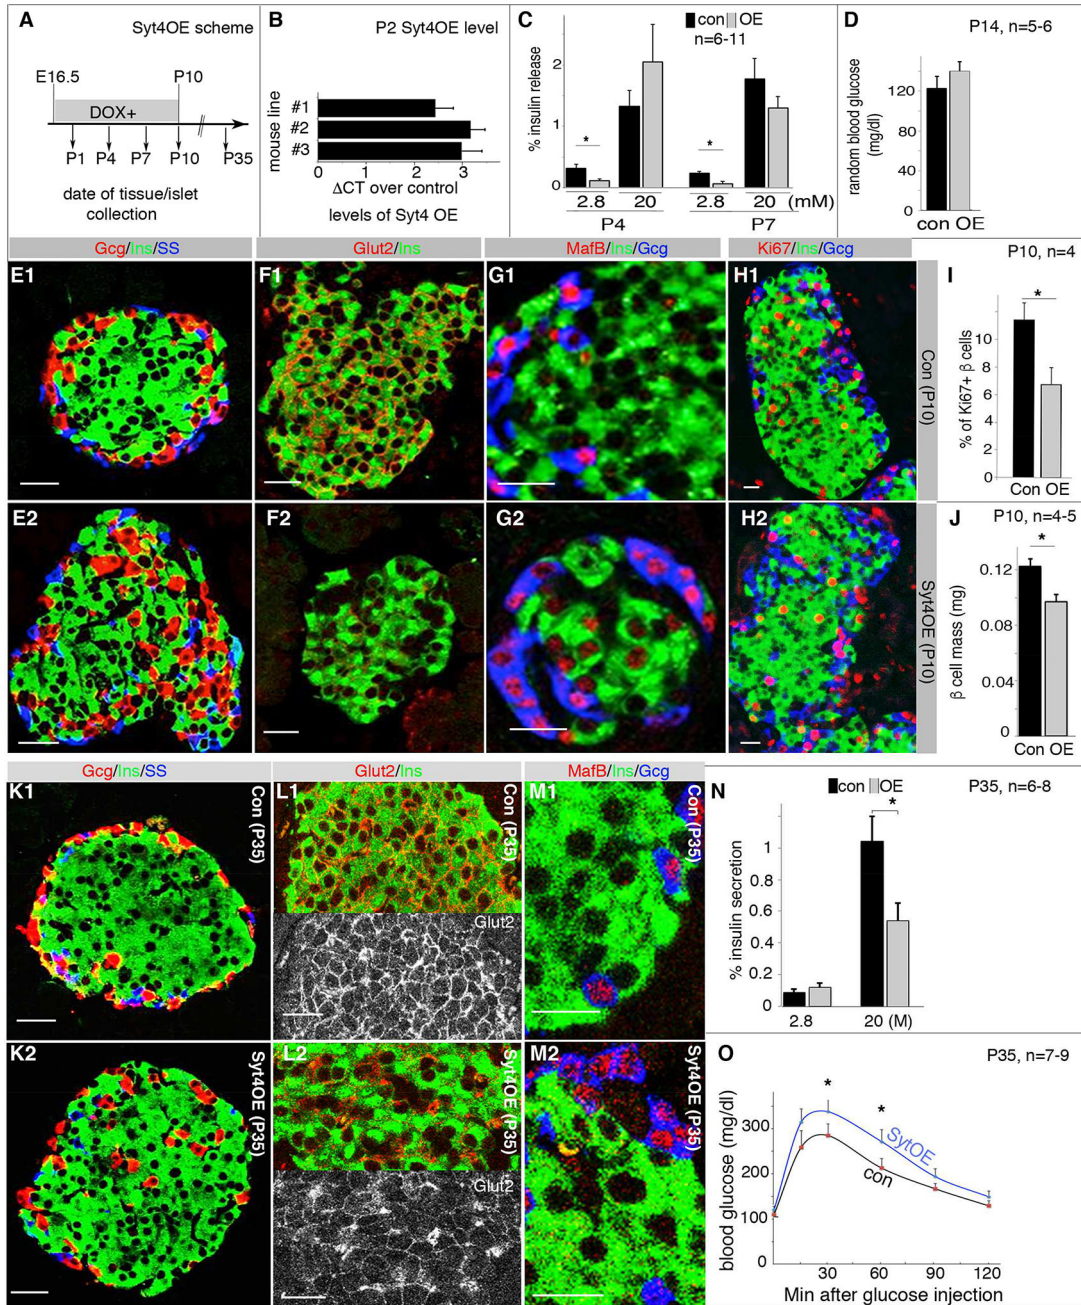 A Syt4OE scheme
E16.5 P10
DOX+
P1 P4 P7 P10 P35
date of tissue/islet
collection
B P2 Syt4OE level
mouse line
#1
#2
#3
0 1 2 3
ΔCT over control
levels of Syt4 OE
C con OE
n=6-11
% insulin release
2
1
0
* *
2.8 20 2.8 20 (mM)
P4 P7
D P14, n=5-6
random blood glucose
(mg/dl)
120
80
40
0
con OE
Gcg/Ins/SS
Glut2/Ins
MafB/Ins/Gcg
Ki67/Ins/Gcg
E1
F1
G1
H1
Con (P10)
E2
F2
G2
H2
Syt4OE (P10)
I P10, n=4
% of Ki67+ β cells
*
10
8
6
4
2
0
Con OE
J P10, n=4-5
β cell mass (mg)
*
0.12
0.08
0.04
0
Con OE
Gcg/Ins/SS
Glut2/Ins
MafB/Ins/Gcg
K1 Con (P35)
L1 Con (P35)
Glut2
M1 Con (P35)
K2 Syt4OE (P35)
L2 Syt4OE (P35)
Glut2
M2 Syt4OE (P35)
N con OE P35, n=6-8
% insulin secretion
*
1
0.8
0.6
0.4
0.2
0
2.8 20 (M)
O P35, n=7-9
blood glucose (mg/dl)
* *
300
200
100
0
SytOE
con
30 60 90 120
Min after glucose injection